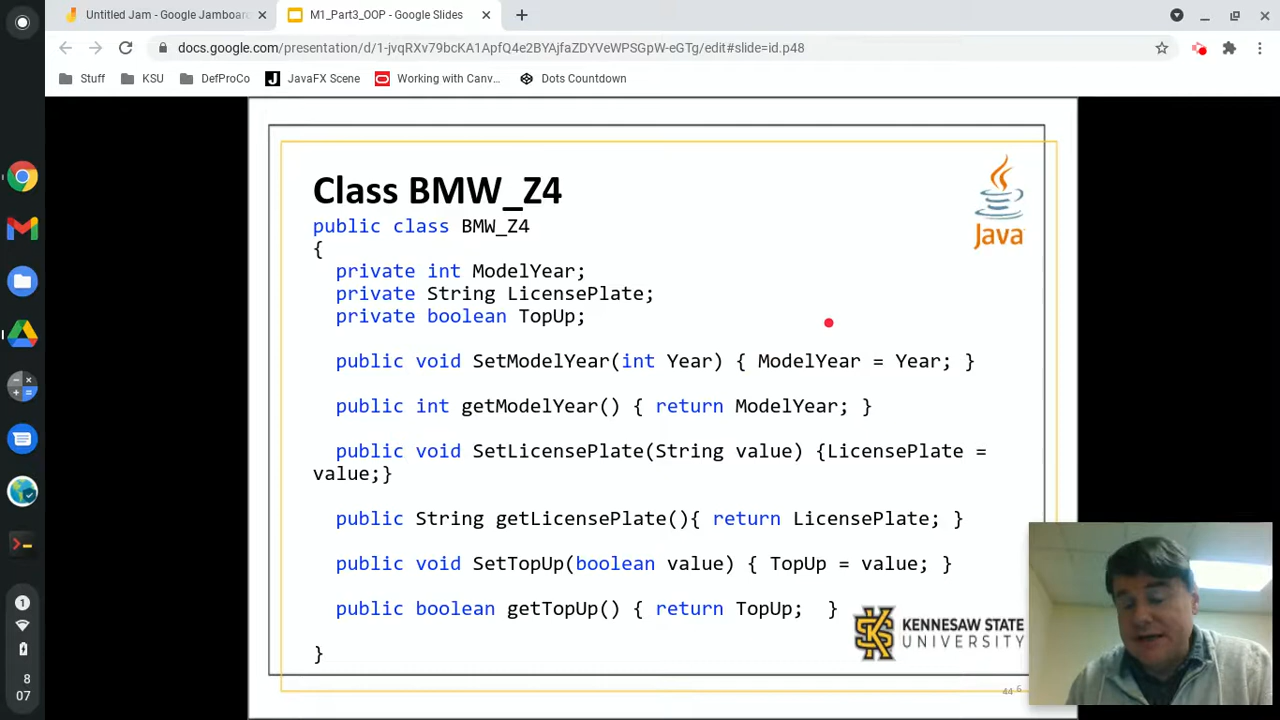 Untitled Jam - Google Jamboard
M1_Part3_OOP - Google Slides
docs.google.com/presentation/d/1-jvqRXv79bcKA1ApfQ4e2BYAjfaZDYVeWPSGpW-eGTg/edit#slide=id.p48
Stuff
KSU
DefProCo
JavaFX Scene
Working with Canv...
Dots Countdown
Class BMW_Z4
Java
public class BMW_Z4
{
private int ModelYear;
private String LicensePlate;
private boolean TopUp;
public void SetModelYear(int Year) { ModelYear = Year; }
public int getModelYear() { return ModelYear; }
public void SetLicensePlate(String value) {LicensePlate =
value;}
public String getLicensePlate(){ return LicensePlate; }
public void SetTopUp(boolean value) { TopUp = value; }
public boolean getTopUp() { return TopUp; }
}
KENNESAW STATE
UNIVERSITY
44 6
1
8
07